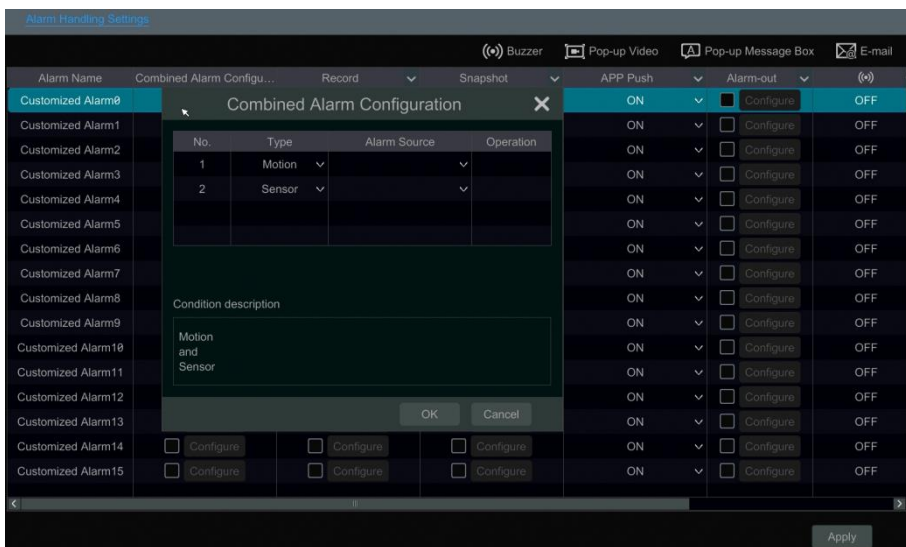 Alarm Handling Settings
Buzzer Pop-up Video Pop-up Message Box E-mail
Alarm Name Combined Alarm Configu... Record Snapshot APP Push Alarm-out
Combined Alarm Configuration
No. Type Alarm Source Operation
1 Motion
2 Sensor
Condition description
Motion
and
Sensor
OK Cancel
Customized Alarm0 ON Configure OFF
Customized Alarm1 ON Configure OFF
Customized Alarm2 ON Configure OFF
Customized Alarm3 ON Configure OFF
Customized Alarm4 ON Configure OFF
Customized Alarm5 ON Configure OFF
Customized Alarm6 ON Configure OFF
Customized Alarm7 ON Configure OFF
Customized Alarm8 ON Configure OFF
Customized Alarm9 ON Configure OFF
Customized Alarm10 ON Configure OFF
Customized Alarm11 ON Configure OFF
Customized Alarm12 ON Configure OFF
Customized Alarm13 ON Configure OFF
Customized Alarm14 Configure Configure Configure ON Configure OFF
Customized Alarm15 Configure Configure Configure ON Configure OFF
Apply